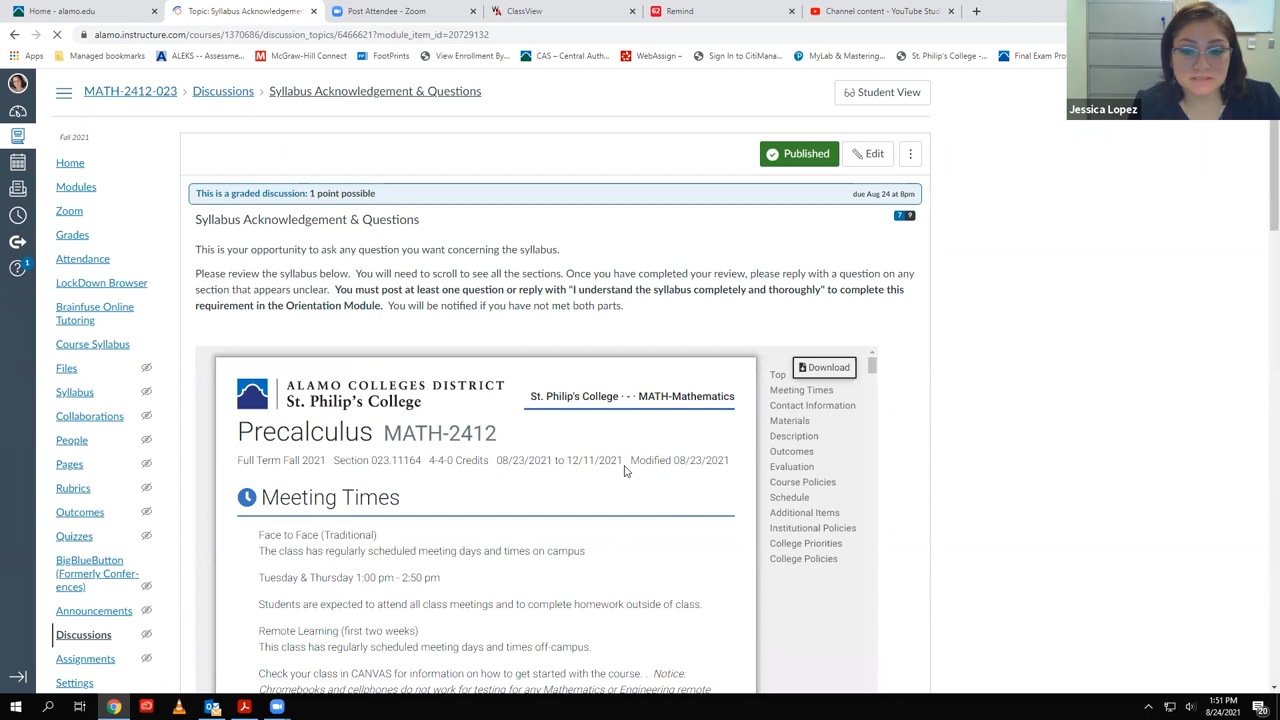 Home - alamo.edu
Topic: Syllabus Acknowledgemen
Post Attendee - Zoom
ClassView
Remind
Channel content - YouTube Stud
alamo.instructure.com/courses/1370686/discussion_topics/6466621?module_item_id=20729132
Apps
Managed bookmarks
ALEKS -- Assessme...
McGraw-Hill Connect
FootPrints
View Enrollment By...
CAS – Central Auth...
WebAssign –
Sign In to CitiMana...
MyLab & Mastering...
St. Philip's College -...
Final Exam Pro
Jessica Lopez
MATH-2412-023 › Discussions › Syllabus Acknowledgement & Questions
Student View
Fall 2021
Home
Modules
Zoom
Grades
Attendance
LockDown Browser
Brainfuse Online
Tutoring
Course Syllabus
Files
Syllabus
Collaborations
People
Pages
Rubrics
Outcomes
Quizzes
BigBlueButton
(Formerly Confer-
ences)
Announcements
Discussions
Assignments
Settings
Published
Edit
This is a graded discussion: 1 point possible
due Aug 24 at 8pm
Syllabus Acknowledgement & Questions
7 9
This is your opportunity to ask any question you want concerning the syllabus.
Please review the syllabus below. You will need to scroll to see all the sections. Once you have completed your review, please reply with a question on any
section that appears unclear. You must post at least one question or reply with "I understand the syllabus completely and thoroughly" to complete this
requirement in the Orientation Module. You will be notified if you have not met both parts.
ALAMO COLLEGES DISTRICT
St. Philip's College
St. Philip's College · - · MATH-Mathematics
Precalculus MATH-2412
Full Term Fall 2021 Section 023.11164 4-4-0 Credits 08/23/2021 to 12/11/2021 Modified 08/23/2021
Meeting Times
Face to Face (Traditional)
The class has regularly scheduled meeting days and times on campus
Tuesday & Thursday 1:00 pm - 2:50 pm
Students are expected to attend all class meetings and to complete homework outside of class.
Remote Learning (first two weeks)
This class has regularly scheduled meeting days and times off-campus.
Check your class in CANVAS for information on how to get started with the course. . Notice:
Chromebooks and cellphones do not work for testing for any Mathematics or Engineering remote
Top
Download
Meeting Times
Contact Information
Materials
Description
Outcomes
Evaluation
Course Policies
Schedule
Additional Items
Institutional Policies
College Priorities
College Policies
1
62
1:51 PM
8/24/2021
20